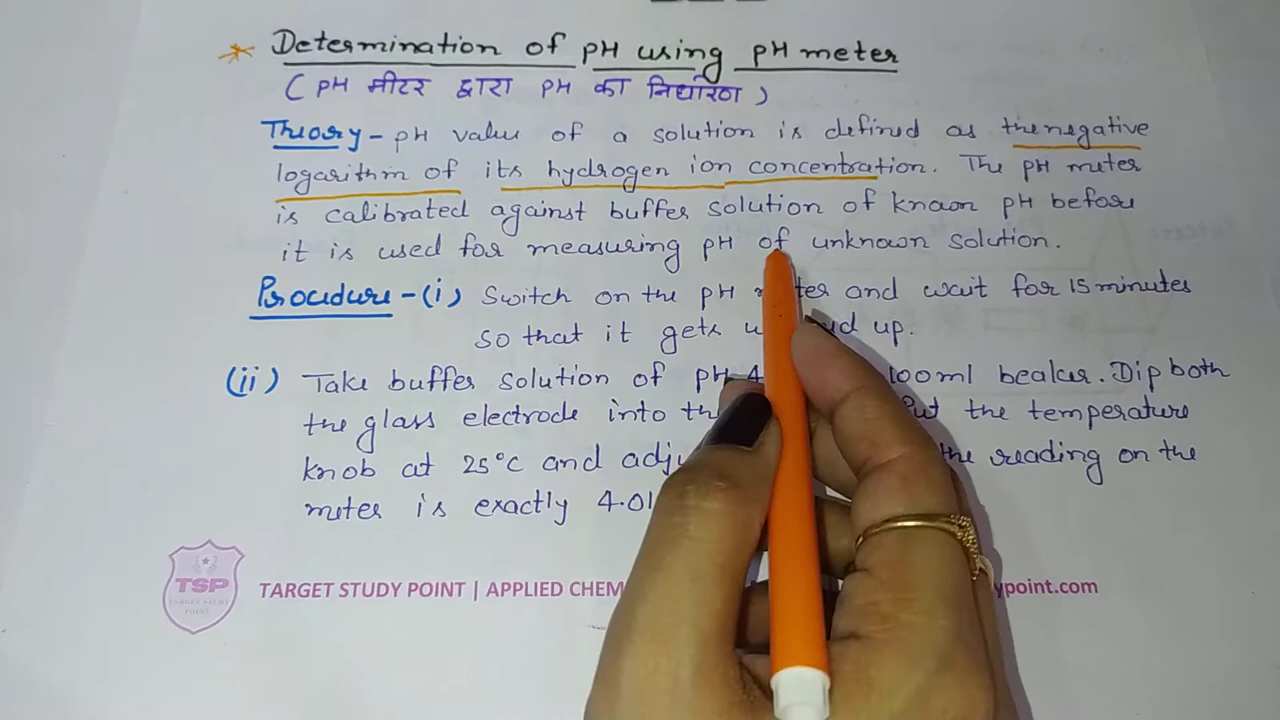 * Determination of pH using pH meter
(PH मीटर द्वारा PH का निर्धारण)
Theory - pH value of a solution is defined as the negative
logarithm of its hydrogen ion concentration. The pH meter
is calibrated against buffer solution of known pH before
it is used for measuring pH of unknown solution.
Procedure - (i) Switch on the pH and wait for 15 minutes
so that it gets up.
(ii) Take buffer solution of pH 4 100ml beaker. Dip both
the glass electrode into Put the temperature
knob at 25°C and the reading on the
meter is exactly 4.01
TSP
TARGET STUDY POINT
TARGET STUDY POINT | APPLIED CHEM ypoint.com